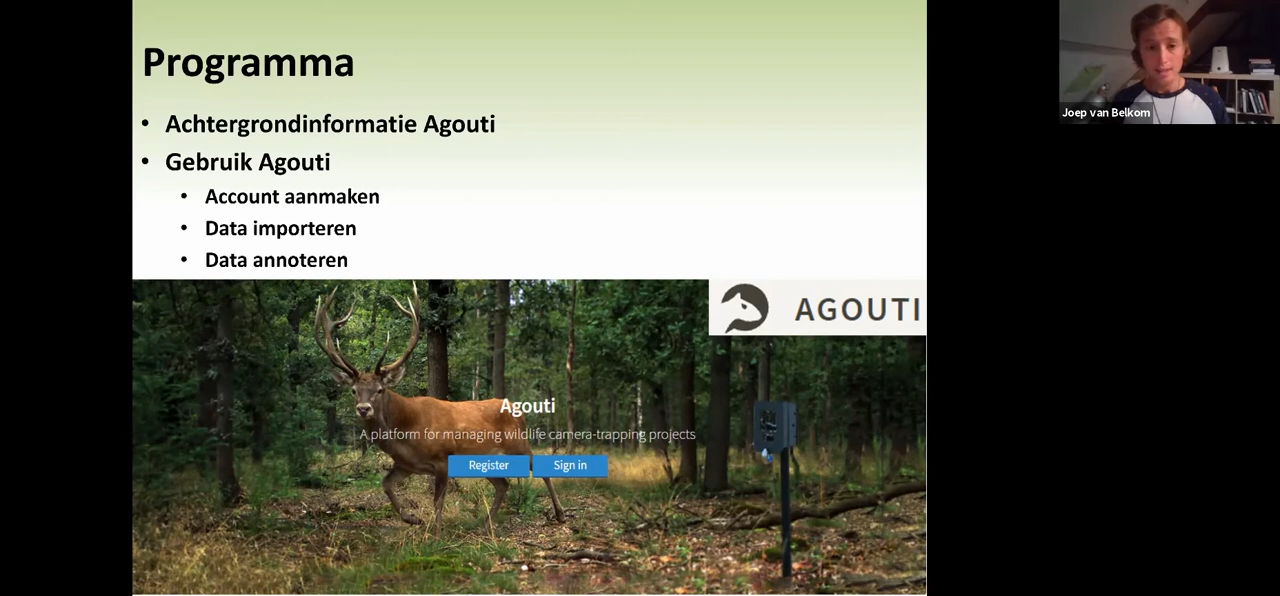 Programma
• Achtergrondinformatie Agouti
• Gebruik Agouti
• Account aanmaken
• Data importeren
• Data annoteren
AGOUTI
Agouti
A platform for managing wildlife camera-trapping projects
Register
Sign in
Joep van Belkom